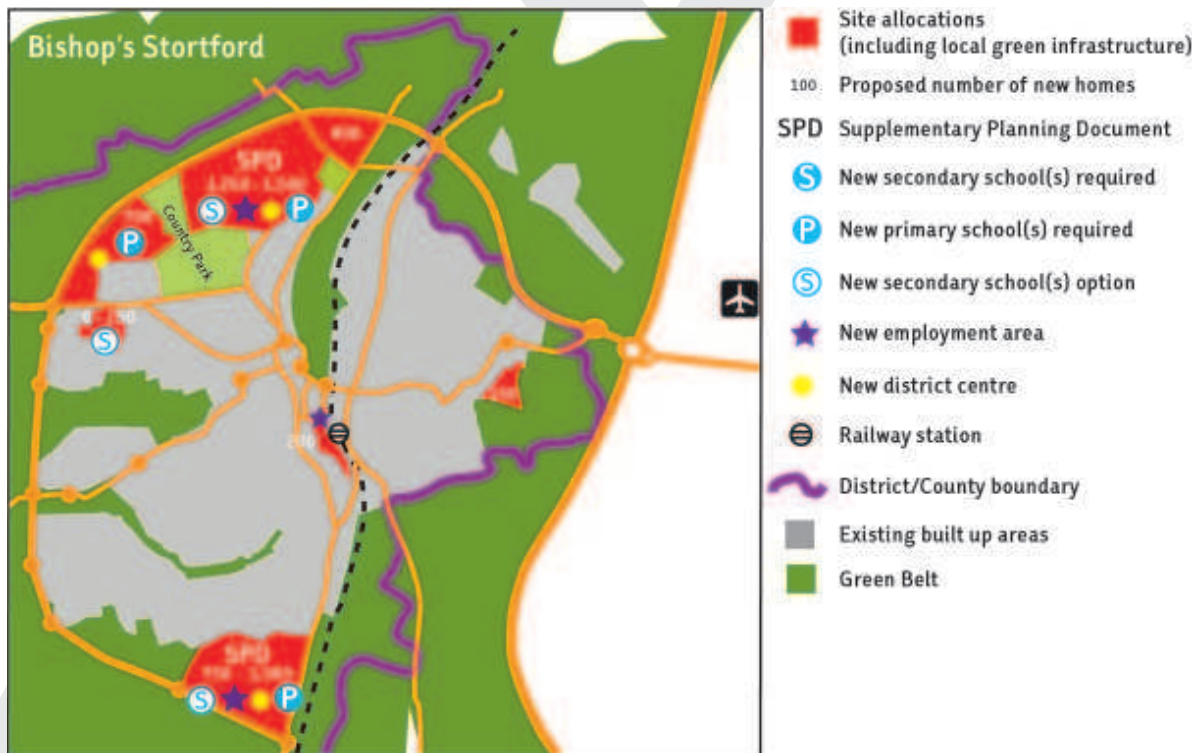 Bishop's Stortford
Site allocations
(including local green infrastructure)
100 Proposed number of new homes
SPD Supplementary Planning Document
S New secondary school(s) required
P New primary school(s) required
S New secondary school(s) option
New employment area
New district centre
Railway station
District/County boundary
Existing built up areas
Green Belt
SPD
S P
P
Country Park
S
200
SPD
S P